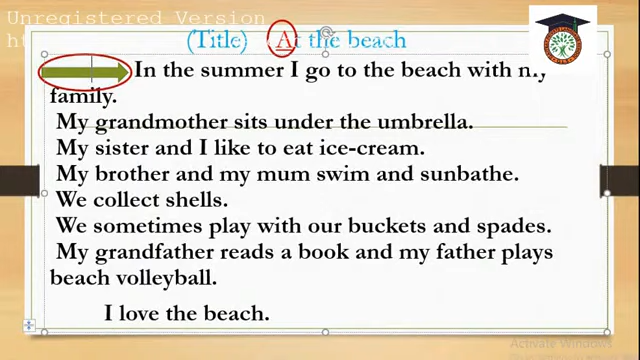 Unregistered Version
(Title) At the beach
In the summer I go to the beach with my
family.
My grandmother sits under the umbrella.
My sister and I like to eat ice-cream.
My brother and my mum swim and sunbathe.
We collect shells.
We sometimes play with our buckets and spades.
My grandfather reads a book and my father plays
beach volleyball.
I love the beach.
Activate Windows